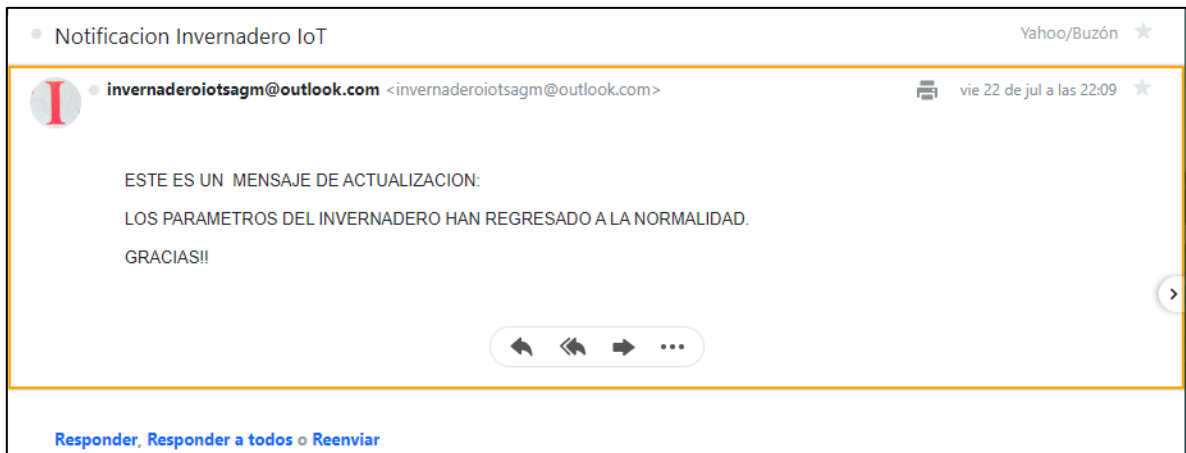 Notificacion Invernadero IoT
Yahoo/Buzón
I
invernaderoiotsagm@outlook.com <invernaderoiotsagm@outlook.com>
vie 22 de jul a las 22:09
ESTE ES UN  MENSAJE DE ACTUALIZACION:
LOS PARAMETROS DEL INVERNADERO HAN REGRESADO A LA NORMALIDAD.
GRACIAS!!
Responder, Responder a todos o Reenviar